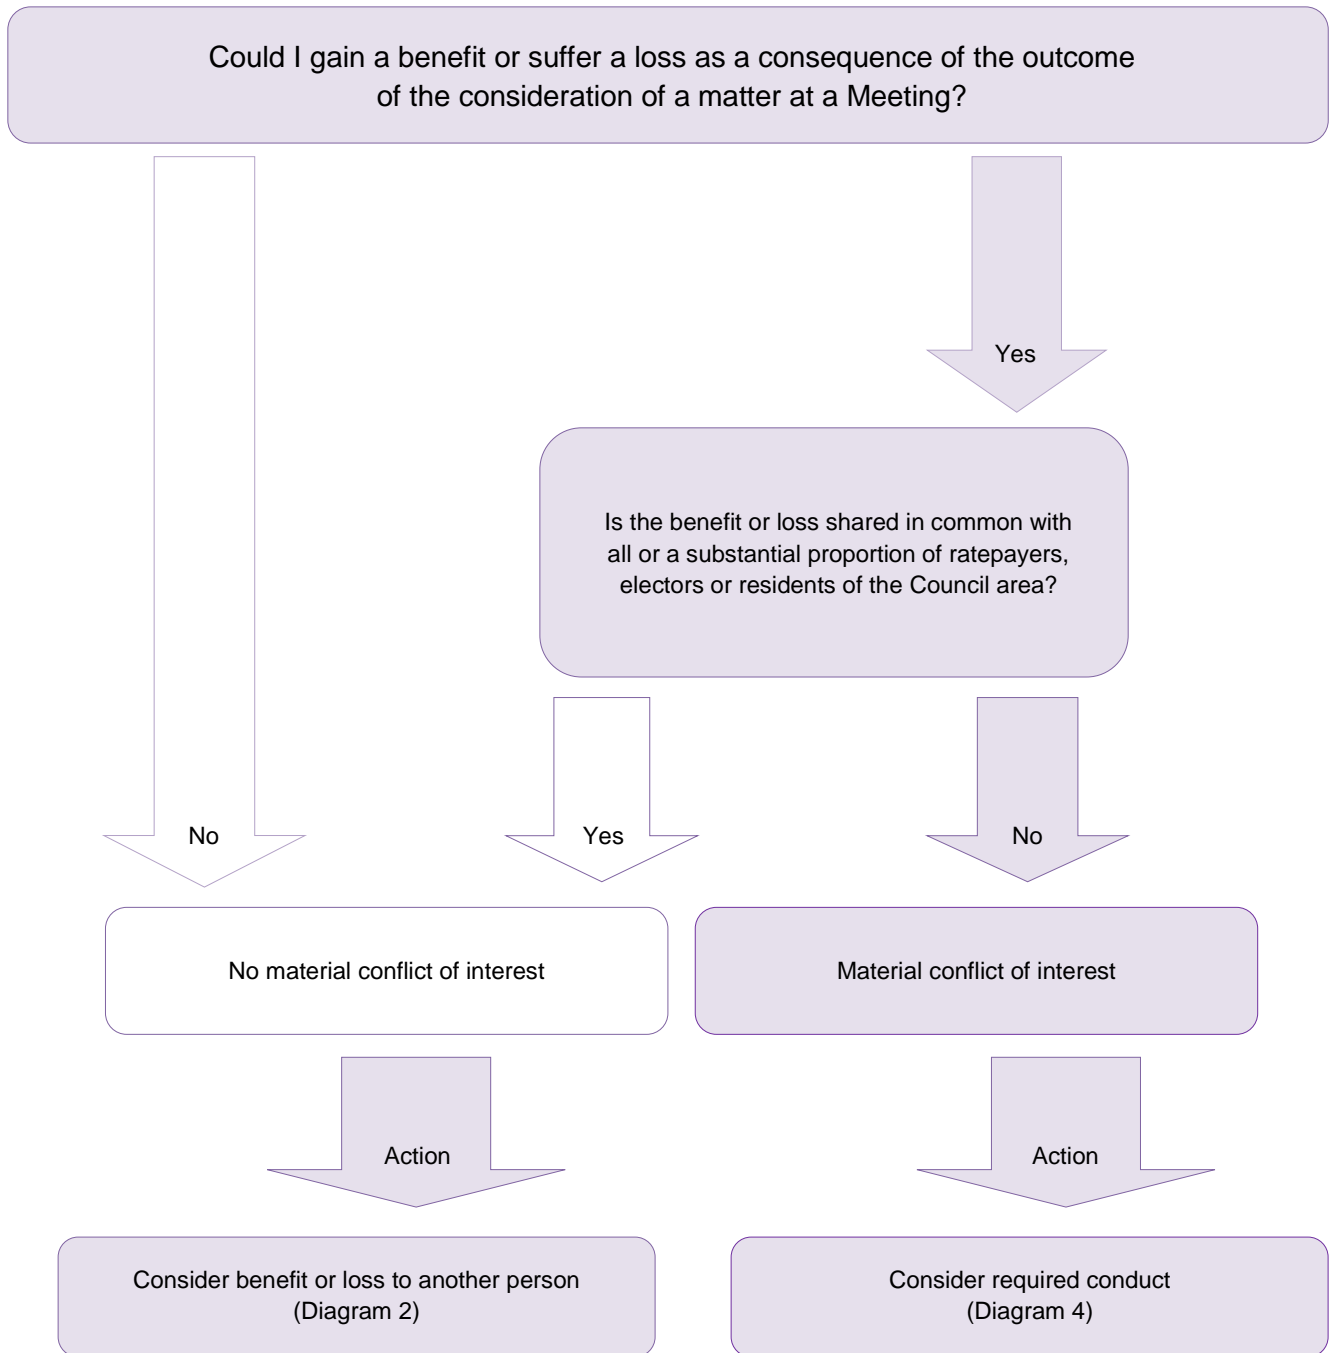 Could I gain a benefit or suffer a loss as a consequence of the outcome
of the consideration of a matter at a Meeting?
Yes
Is the benefit or loss shared in common with
all or a substantial proportion of ratepayers,
electors or residents of the Council area?
No
Yes
No
No material conflict of interest
Material conflict of interest
Action
Action
Consider benefit or loss to another person
(Diagram 2)
Consider required conduct
(Diagram 4)